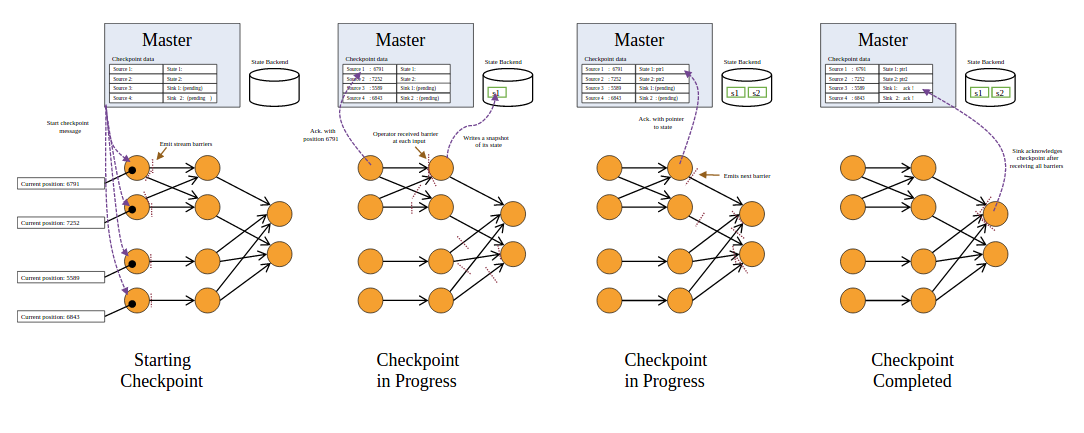 Master
Checkpoint data
Source 1:
State 1:
Source 2:
State 2:
Source 3:
Sink 1: (pending)
Source 4:
Sink 2: (pending )
State Backend
Start checkpoint
message
Emit stream barriers
Current position: 6791
Current position: 7252
Current position: 5589
Current position: 6843
Starting
Checkpoint
Master
Checkpoint data
Source 1 : 6791
State 1:
Source 2 : 7252
State 2:
Source 3 : 5589
Sink 1: (pending)
Source 4 : 6843
Sink 2 : (pending)
State Backend
s1
Ack. with
position 6791
Operator received barrier
at each input
Writes a snapshot
of its state
Checkpoint
in Progress
Master
Checkpoint data
Source 1 : 6791
State 1: ptr1
Source 2 : 7252
State 2: ptr2
Source 3 : 5589
Sink 1: (pending)
Source 4 : 6843
Sink 2 : (pending)
State Backend
s1 s2
Ack. with pointer
to state
Emits next barrier
Checkpoint
in Progress
Master
Checkpoint data
Source 1 : 6791
State 1: ptr1
Source 2 : 7252
State 2: ptr2
Source 3 : 5589
Sink 1: ack !
Source 4 : 6843
Sink 2: ack !
State Backend
s1 s2
Sink acknowledges
checkpoint after
receiving all barriers
Checkpoint
Completed